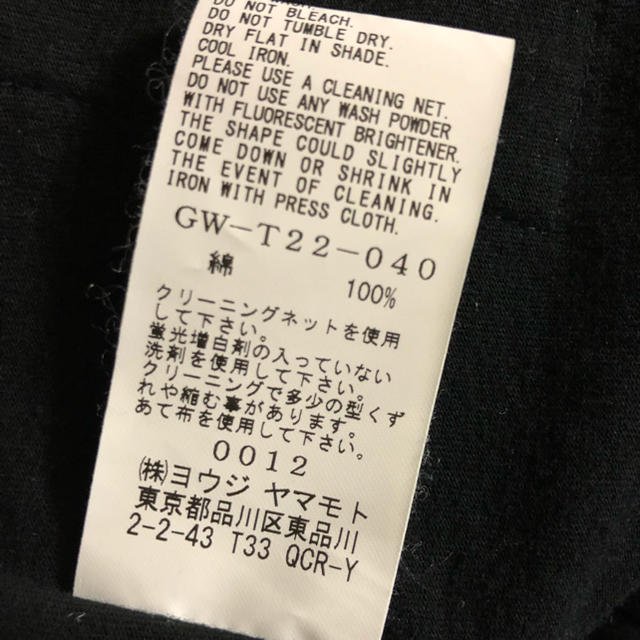 DO NOT BLEACH.
DO NOT TUMBLE DRY.
DRY FLAT IN SHADE.
COOL IRON.
PLEASE USE A CLEANING NET.
DO NOT USE ANY WASH POWDER
WITH FLUORESCENT BRIGHTENER.
THE SHAPE COULD SLIGHTLY
COME DOWN OR SHRINK IN
THE EVENT OF CLEANING.
IRON WITH PRESS CLOTH.
GW-T22-040
綿
100%
クリーニングネットを使用
して下さい。
蛍光増白剤の入っていない
洗剤を使用して下さい。
クリーニングで多少の型くず
れや縮む事があります。
あて布を使用して下さい。
0012
㈱ヨウジ ヤマモト
東京都品川区東品川
2-2-43 T33 QCR-Y